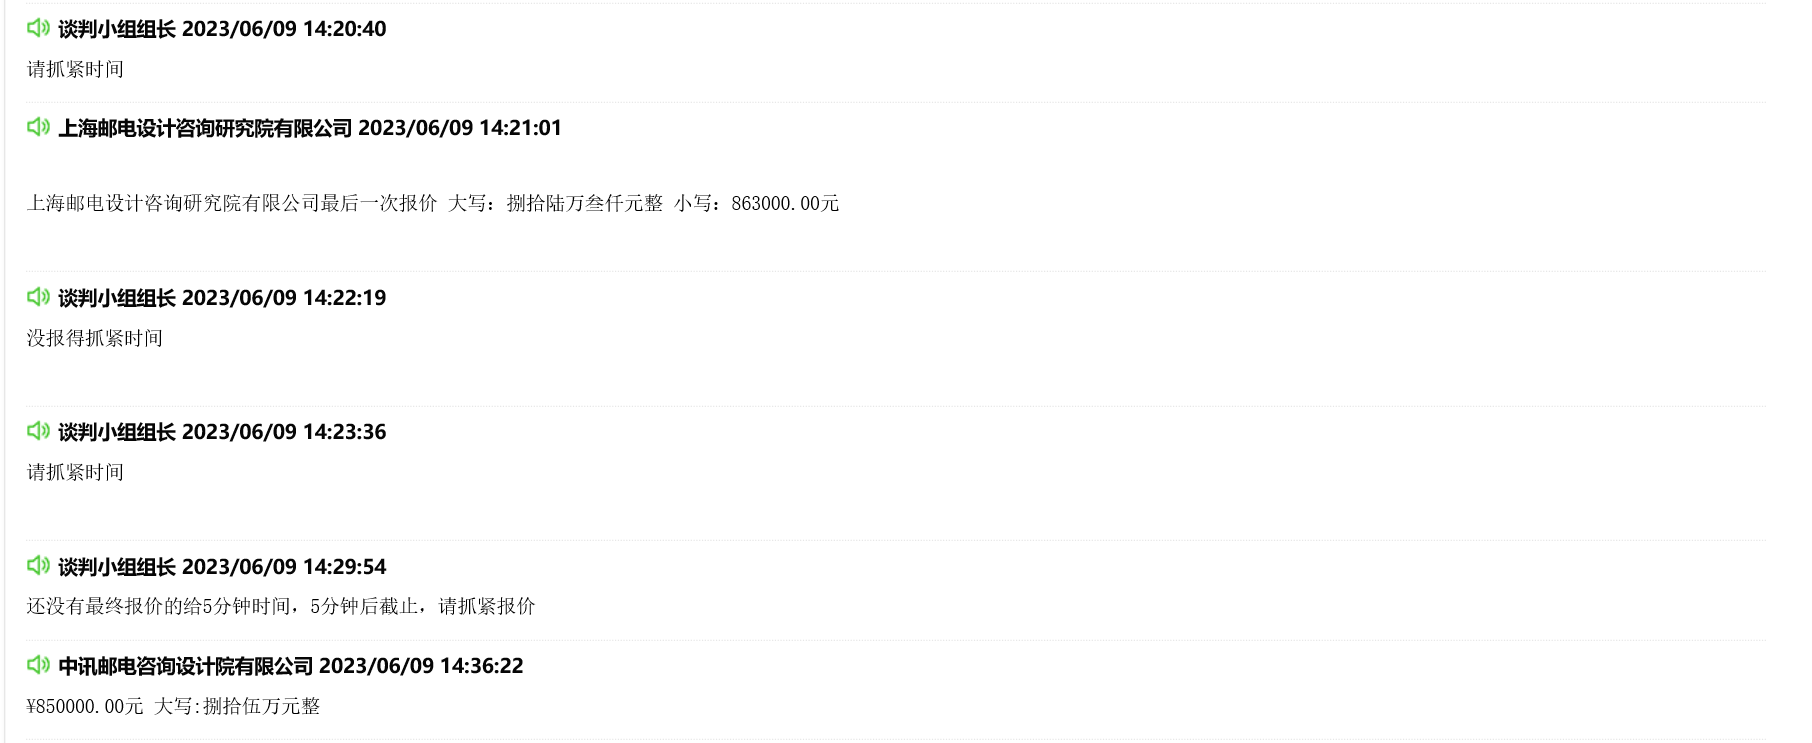 谈判小组组长 2023/06/09 14:20:40
请抓紧时间
上海邮电设计咨询研究院有限公司 2023/06/09 14:21:01
上海邮电设计咨询研究院有限公司最后一次报价 大写：捌拾陆万叁仟元整 小写：863000.00元
谈判小组组长 2023/06/09 14:22:19
没报得抓紧时间
谈判小组组长 2023/06/09 14:23:36
请抓紧时间
谈判小组组长 2023/06/09 14:29:54
还没有最终报价的给5分钟时间，5分钟后截止，请抓紧报价
中讯邮电咨询设计院有限公司 2023/06/09 14:36:22
¥850000.00元 大写:捌拾伍万元整